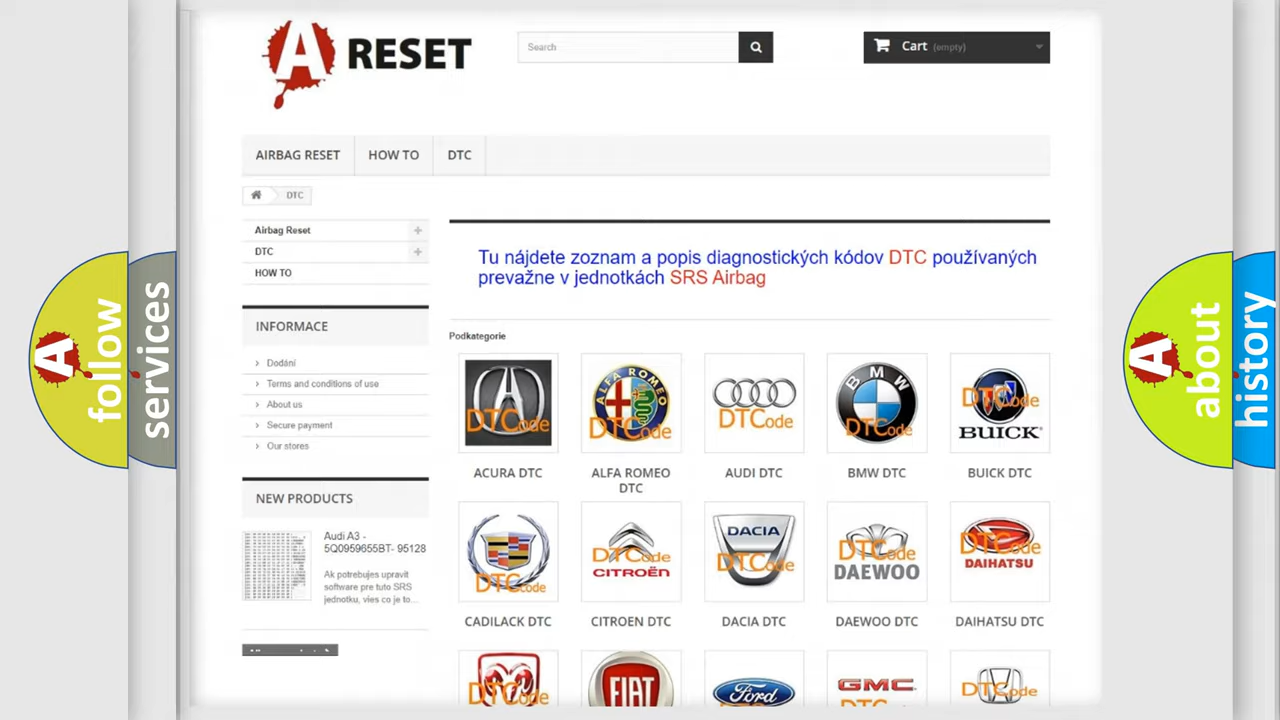 A RESET
Search
Cart (empty)
AIRBAG RESET
HOW TO
DTC
DTC
Airbag Reset
DTC
HOW TO
INFORMACE
Dodání
Terms and conditions of use
About us
Secure payment
Our stores
NEW PRODUCTS
Audi A3 -
5Q0959655BT- 95128
Ak potrebujes upravit
software pre tuto SRS
jednotku, vies co je to...
Tu nájdete zoznam a popis diagnostických kódov DTC používaných
prevažne v jednotkách SRS Airbag
Podkategorie
DTCode
ALFA ROMEO
DTCode
DTCode
BMW
DTCode
DTCode
BUICK
ACURA DTC
ALFA ROMEO
DTC
AUDI DTC
BMW DTC
BUICK DTC
DTCode
DTCode
CITROËN
DACIA
DTCode
DTCode
DAEWOO
DTCode
DAIHATSU
CADILACK DTC
CITROEN DTC
DACIA DTC
DAEWOO DTC
DAIHATSU DTC
DTCode
FIAT
Ford
GMC
DTCode
A follow
services
A about
history